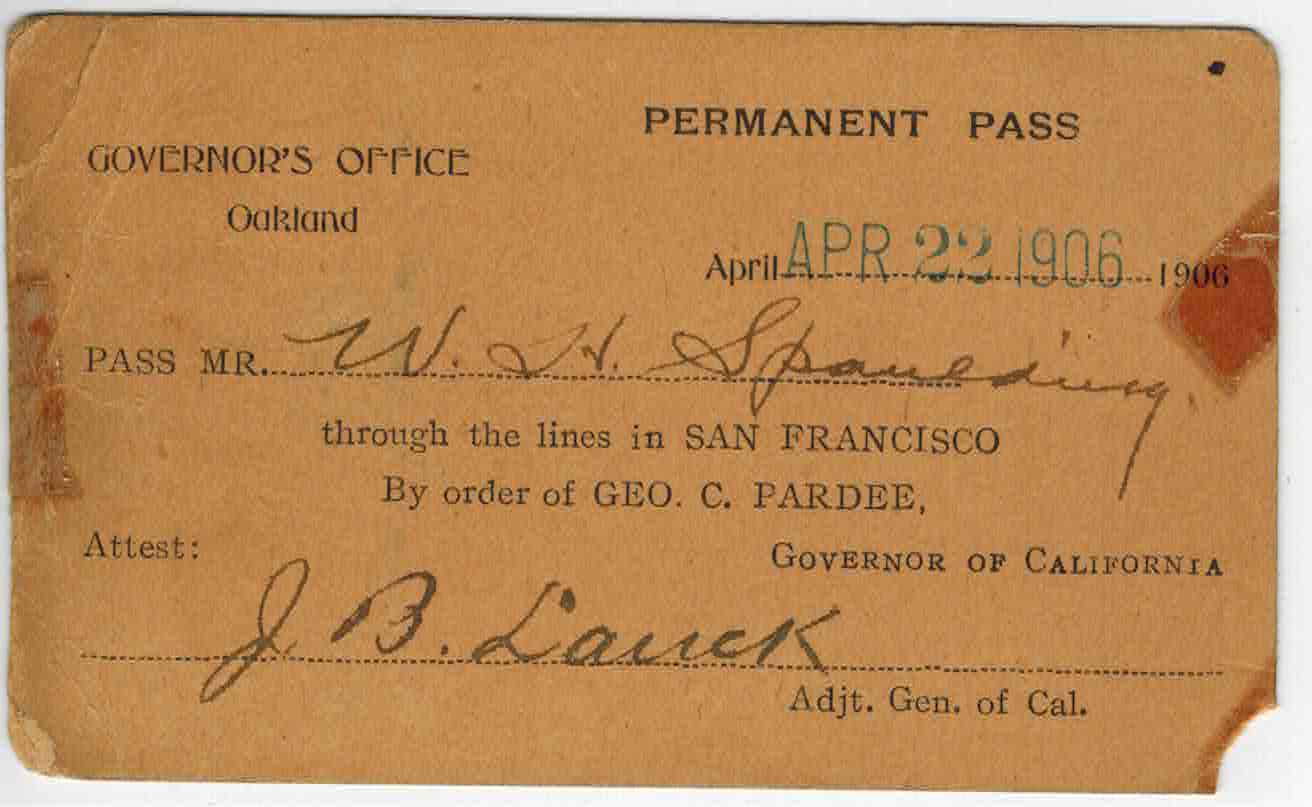 PERMANENT PASS
GOVERNOR'S OFFICE
Oakland
April APR 22 1906 1906
PASS MR. W. H. Spaulding
through the lines in SAN FRANCISCO
By order of GEO. C. PARDEE,
GOVERNOR OF CALIFORNIA
Attest:
J. B. Lauck
Adjt. Gen. of Cal.